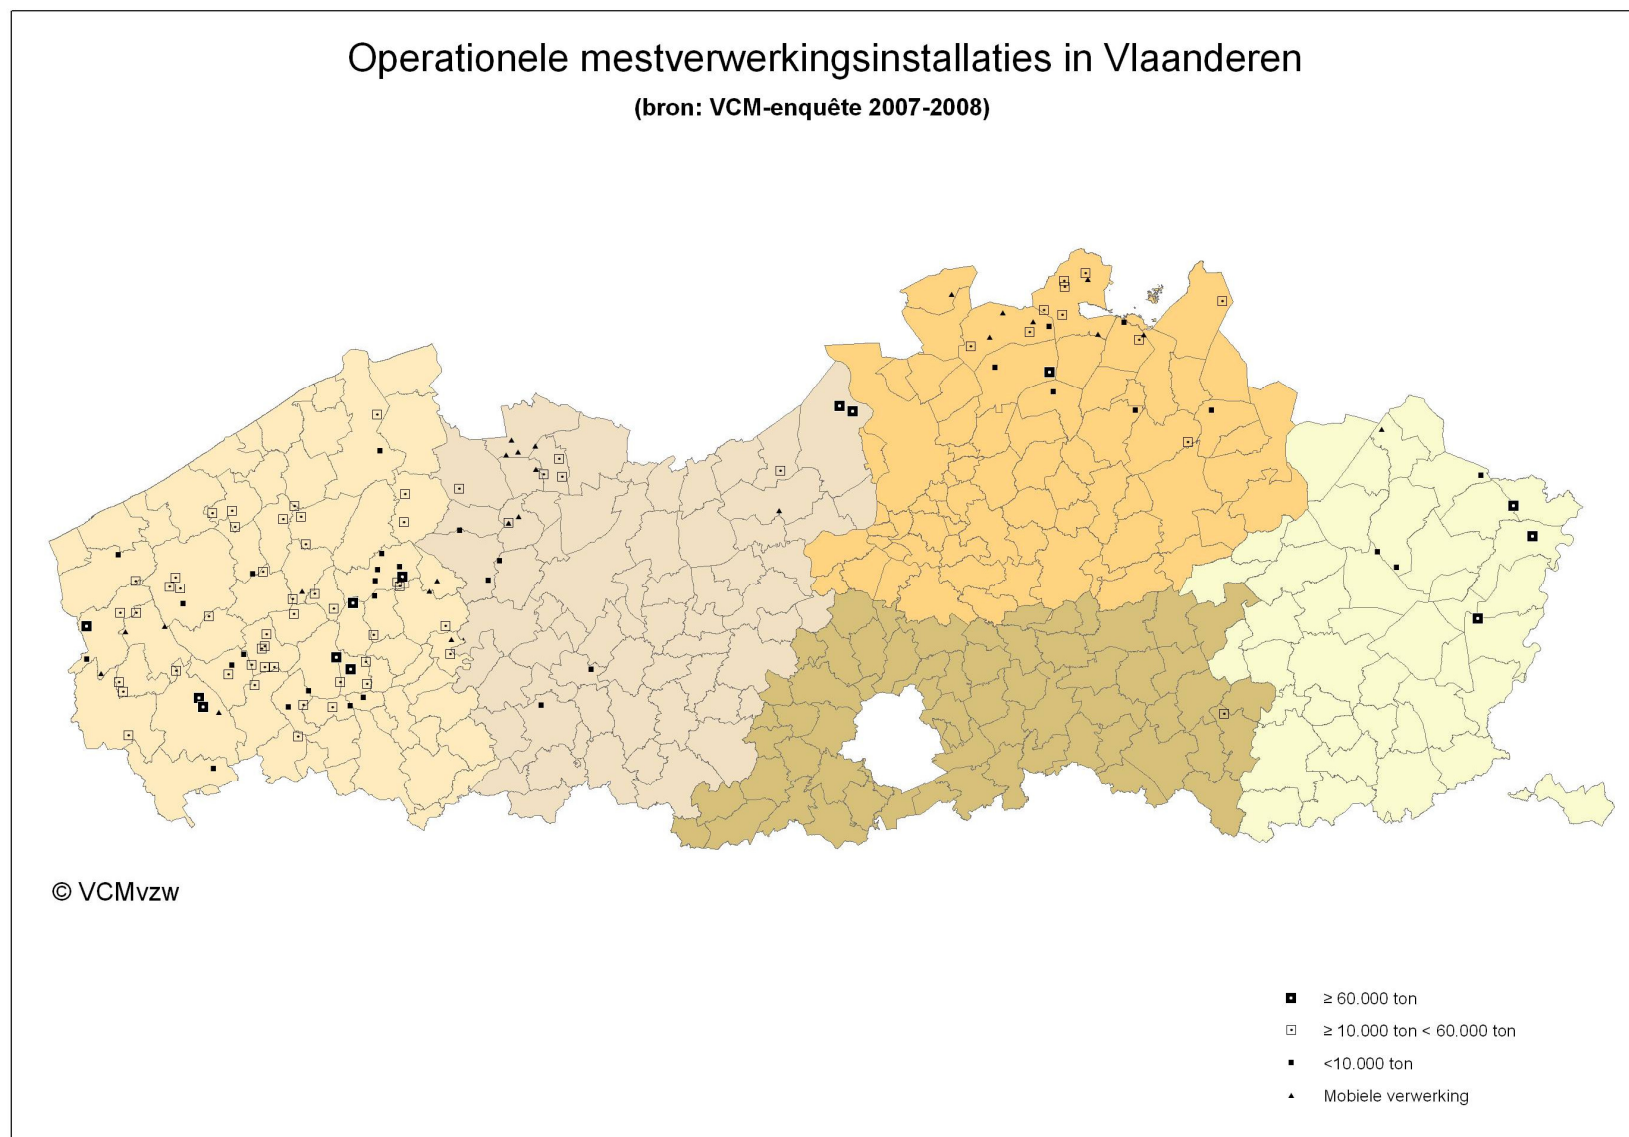 Operationele mestverwerkingsinstallaties in Vlaanderen
(bron: VCM-enquête 2007-2008)
© VCMvzw
≥ 60.000 ton
≥ 10.000 ton < 60.000 ton
<10.000 ton
Mobiele verwerking